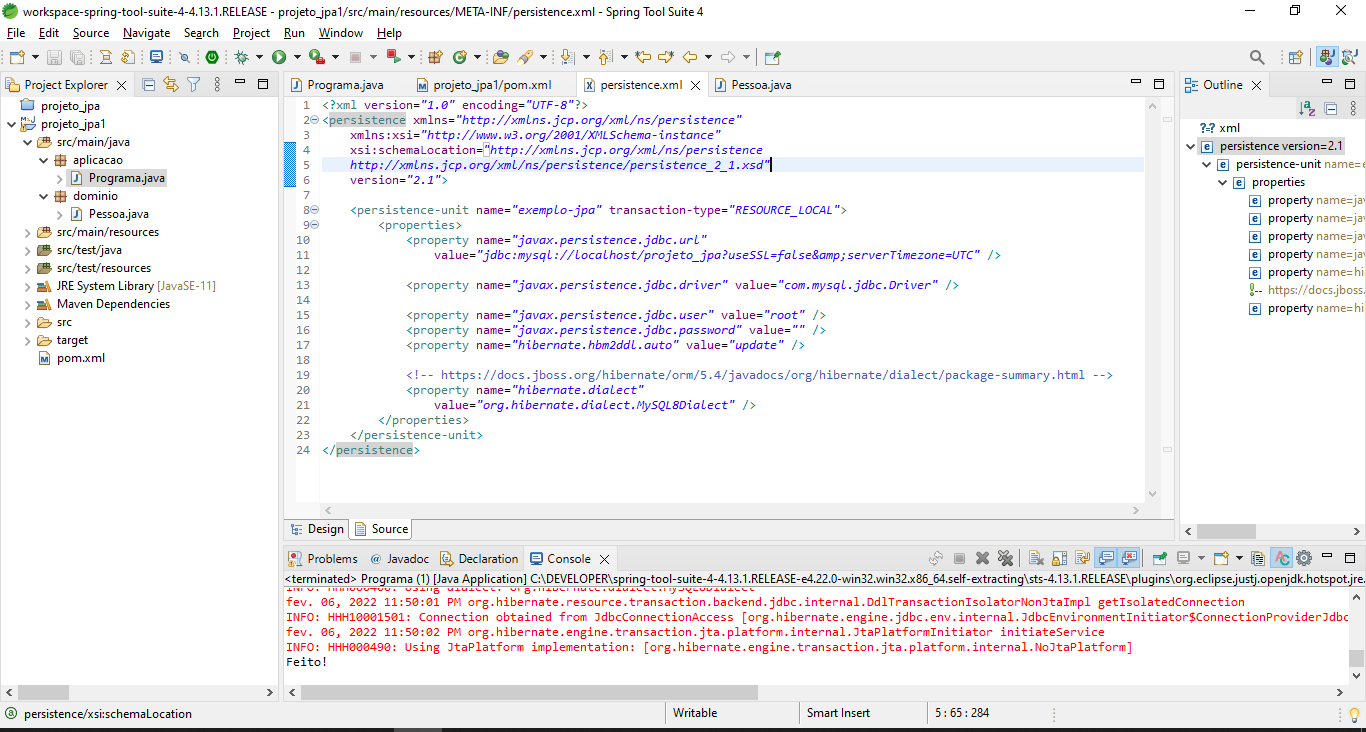 workspace-spring-tool-suite-4-4.13.1.RELEASE - projeto_jpa1/src/main/resources/META-INF/persistence.xml - Spring Tool Suite 4
File Edit Source Navigate Search Project Run Window Help
Project Explorer
projeto_jpa
projeto_jpa1
src/main/java
aplicacao
Programa.java
dominio
Pessoa.java
src/main/resources
src/test/java
src/test/resources
JRE System Library [JavaSE-11]
Maven Dependencies
src
target
pom.xml
Programa.java projeto_jpa1/pom.xml persistence.xml Pessoa.java
1 <?xml version="1.0" encoding="UTF-8"?>
2 <persistence xmlns="http://xmlns.jcp.org/xml/ns/persistence"
3 xmlns:xsi="http://www.w3.org/2001/XMLSchema-instance"
4 xsi:schemaLocation="http://xmlns.jcp.org/xml/ns/persistence
5 http://xmlns.jcp.org/xml/ns/persistence/persistence_2_1.xsd"
6 version="2.1">
7
8 <persistence-unit name="exemplo-jpa" transaction-type="RESOURCE_LOCAL">
9 <properties>
10 <property name="javax.persistence.jdbc.url"
11 value="jdbc:mysql://localhost/projeto_jpa?useSSL=false&amp;serverTimezone=UTC" />
12
13 <property name="javax.persistence.jdbc.driver" value="com.mysql.jdbc.Driver" />
14
15 <property name="javax.persistence.jdbc.user" value="root" />
16 <property name="javax.persistence.jdbc.password" value="" />
17 <property name="hibernate.hbm2ddl.auto" value="update" />
18
19 <!-- https://docs.jboss.org/hibernate/orm/5.4/javadocs/org/hibernate/dialect/package-summary.html -->
20 <property name="hibernate.dialect"
21 value="org.hibernate.dialect.MySQL8Dialect" />
22 </properties>
23 </persistence-unit>
24 </persistence>
Design Source
Outline
?=? xml
persistence version=2.1
persistence-unit name=e
properties
property name=ja
property name=ja
property name=ja
property name=ja
property name=hi
https://docs.jboss.
property name=hi
Problems Javadoc Declaration Console
<terminated> Programa (1) [Java Application] C:\DEVELOPER\spring-tool-suite-4-4.13.1.RELEASE-e4.22.0-win32.win32.x86_64.self-extracting\sts-4.13.1.RELEASE\plugins\org.eclipse.justj.openjdk.hotspot.jre.
INFO: HHH000400: Using dialect: org.hibernate.dialect.MySQL8Dialect
fev. 06, 2022 11:50:01 PM org.hibernate.resource.transaction.backend.jdbc.internal.DdlTransactionIsolatorNonJtaImpl getIsolatedConnection
INFO: HHH10001501: Connection obtained from JdbcConnectionAccess [org.hibernate.engine.jdbc.env.internal.JdbcEnvironmentInitiator$ConnectionProviderJdbc
fev. 06, 2022 11:50:02 PM org.hibernate.engine.transaction.jta.platform.internal.JtaPlatformInitiator initiateService
INFO: HHH000490: Using JtaPlatform implementation: [org.hibernate.engine.transaction.jta.platform.internal.NoJtaPlatform]
Feito!
persistence/xsi:schemaLocation Writable Smart Insert 5 : 65 : 284